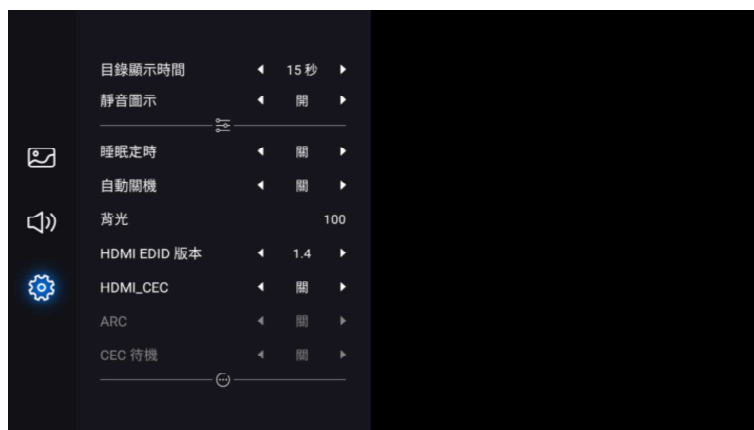 目錄顯示時間 15 秒
靜音圖示 開
睡眠定時 關
自動關機 關
背光 100
HDMI EDID 版本 1.4
HDMI_CEC 關
ARC 關
CEC 待機 關